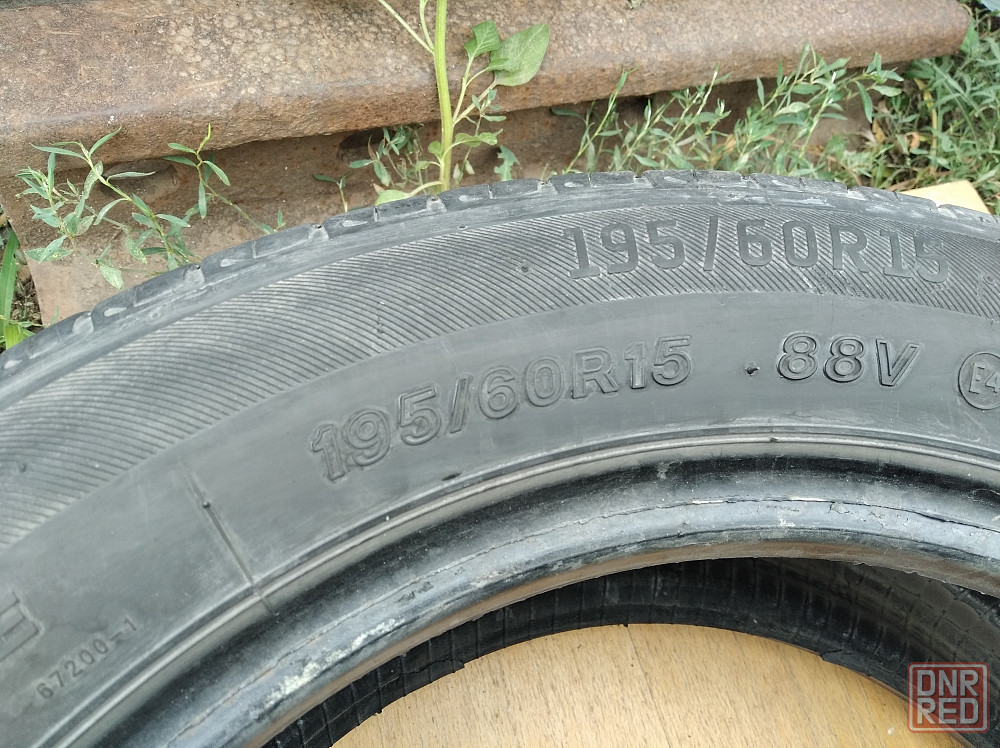 195/60R15
195/60R15 88V E4
67200-1
DNR
RED